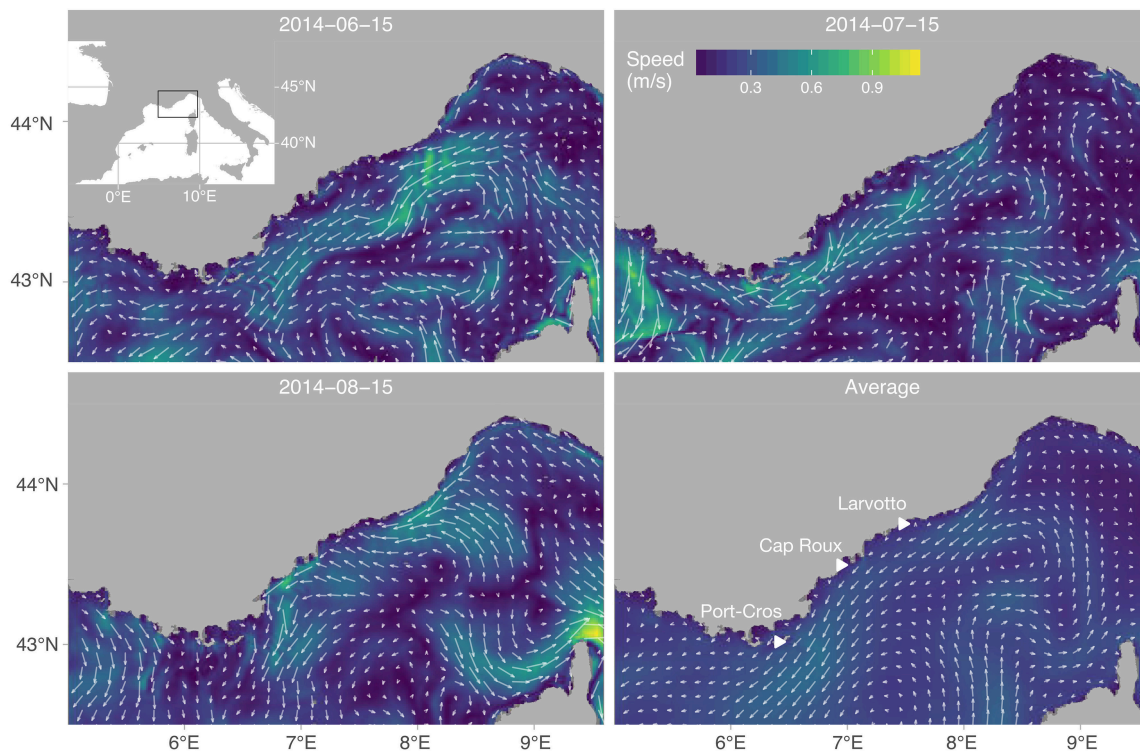 2014-06-15
2014-07-15
Speed
(m/s)
0.3 0.6 0.9
45°N
40°N
0°E 10°E
44°N
43°N
2014-08-15
Average
Larvotto
Cap Roux
Port-Cros
44°N
43°N
6°E 7°E 8°E 9°E 6°E 7°E 8°E 9°E